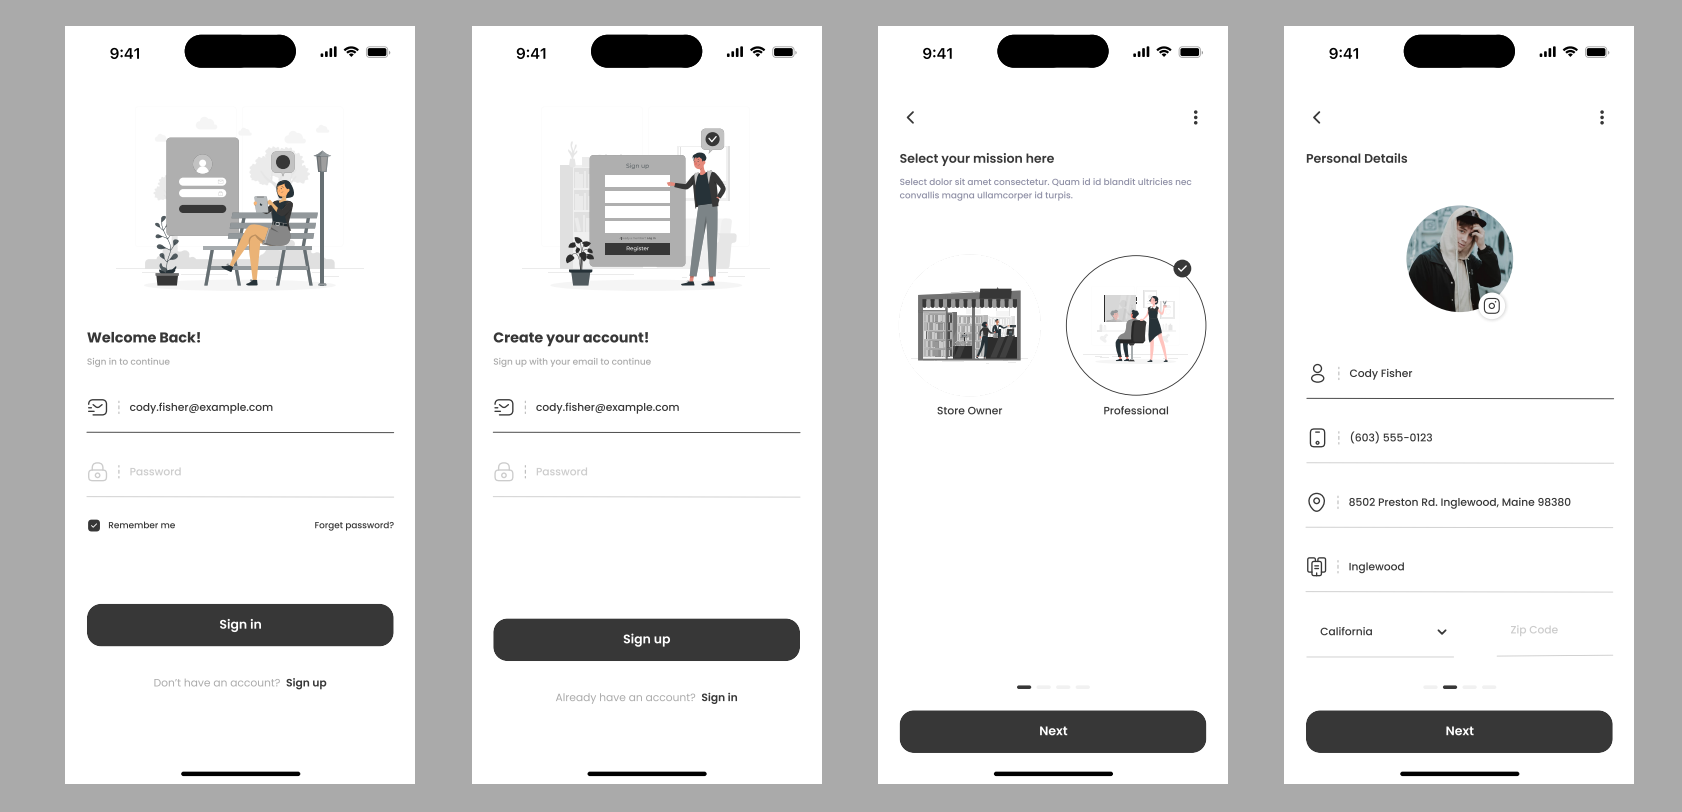 9:41
Welcome Back!
Sign in to continue
cody.fisher@example.com
Password
Remember me
Forget password?
Sign in
Don't have an account? Sign up
9:41
Sign up
Register
Create your account!
Sign up with your email to continue
cody.fisher@example.com
Password
Sign up
Already have an account? Sign in
9:41
Select your mission here
Select dolor sit amet consectetur. Quam id id blandit ultricies nec
convallis magna ullamcorper id turpis.
Store Owner
Professional
Next
9:41
Personal Details
Cody Fisher
(603) 555-0123
8502 Preston Rd. Inglewood, Maine 98380
Inglewood
California
Zip Code
Next